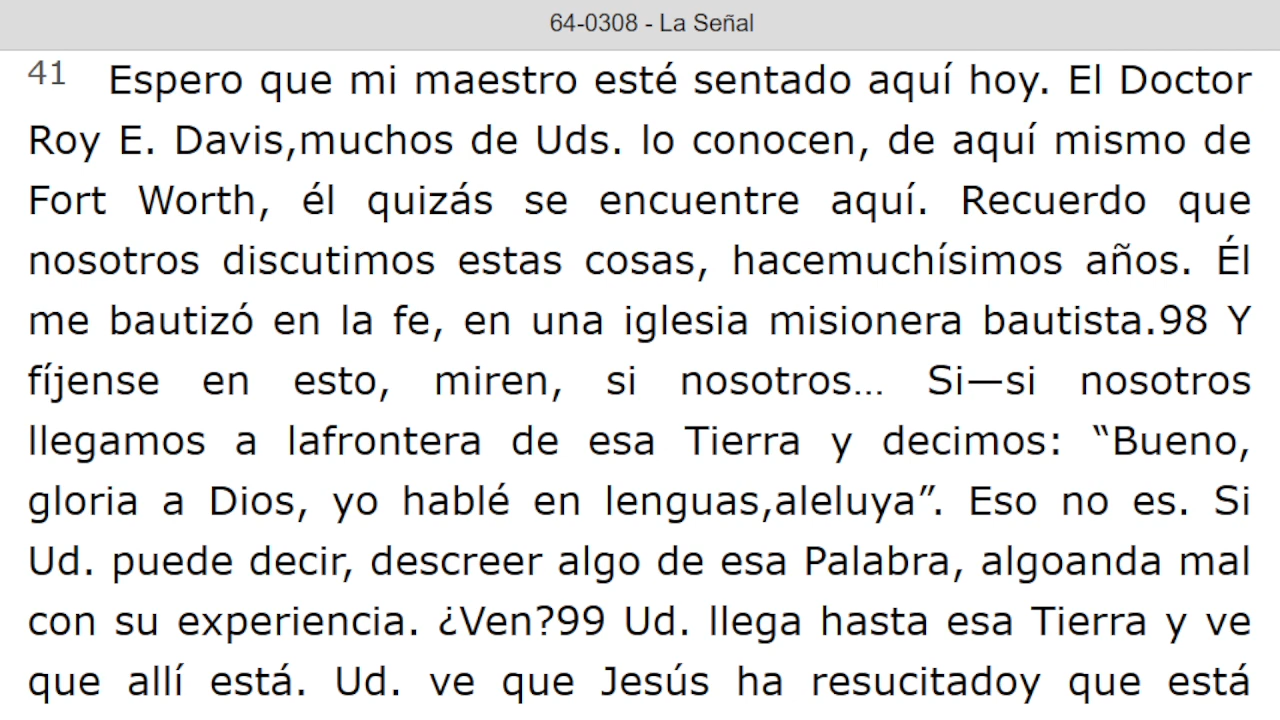 64-0308 - La Señal
41 Espero que mi maestro esté sentado aquí hoy. El Doctor
Roy E. Davis,muchos de Uds. lo conocen, de aquí mismo de
Fort Worth, él quizás se encuentre aquí. Recuerdo que
nosotros discutimos estas cosas, hacemuchísimos años. Él
me bautizó en la fe, en una iglesia misionera bautista.98 Y
fíjense en esto, miren, si nosotros… Si—si nosotros
llegamos a lafrontera de esa Tierra y decimos: “Bueno,
gloria a Dios, yo hablé en lenguas,aleluya”. Eso no es. Si
Ud. puede decir, descreer algo de esa Palabra, algoanda mal
con su experiencia. ¿Ven?99 Ud. llega hasta esa Tierra y ve
que allí está. Ud. ve que Jesús ha resucitadoy que está